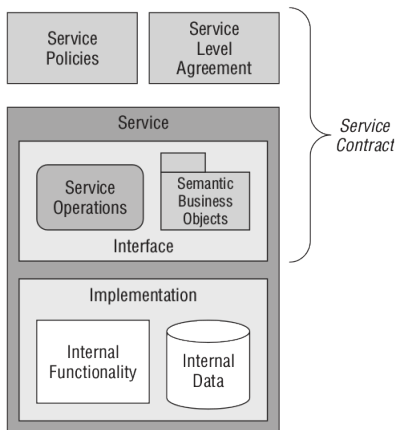 Service
Policies
Service
Level
Agreement
Service
Contract
Service
Service
Operations
Semantic
Business
Objects
Interface
Implementation
Internal
Functionality
Internal
Data